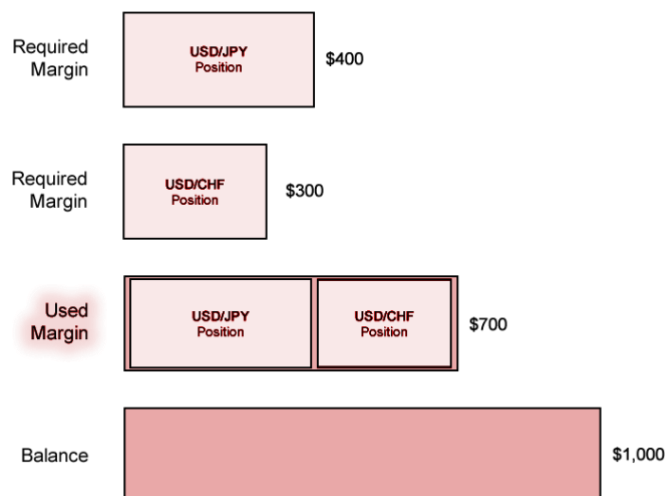 Required
Margin
USD/JPY
Position
$400
Required
Margin
USD/CHF
Position
$300
Used
Margin
USD/JPY
Position
USD/CHF
Position
$700
Balance
$1,000